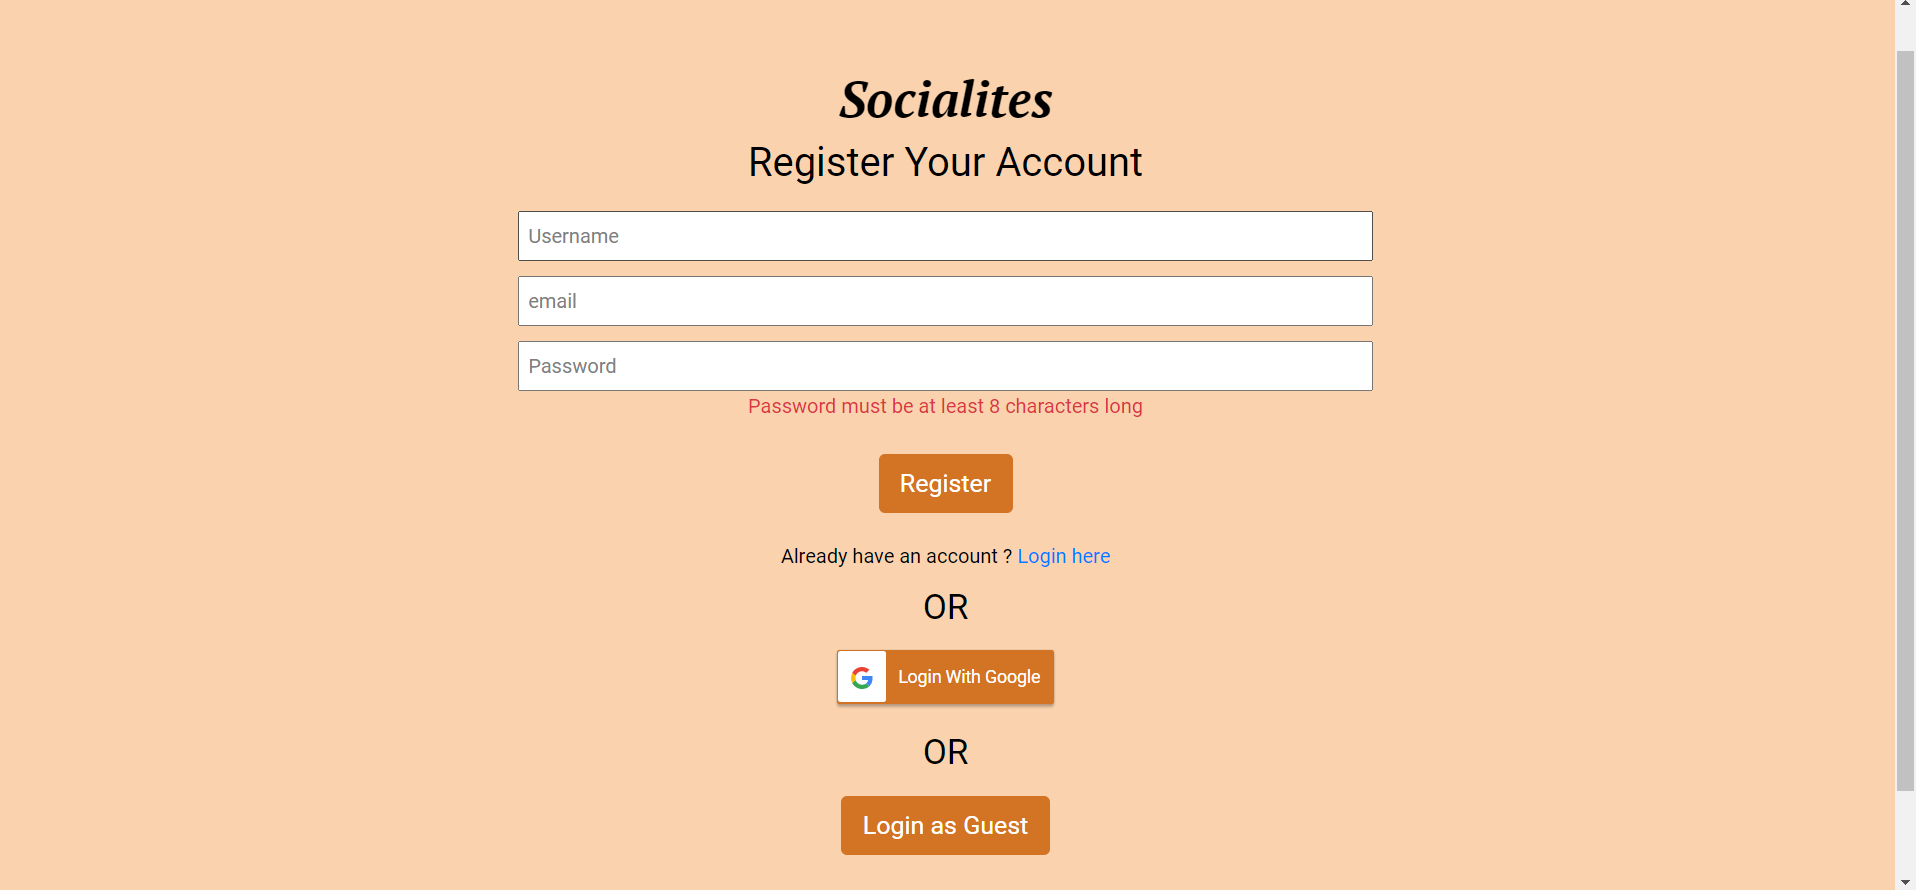 Socialites
Register Your Account
Username
email
Password
Password must be at least 8 characters long
Register
Already have an account ? Login here
OR
Login With Google
OR
Login as Guest